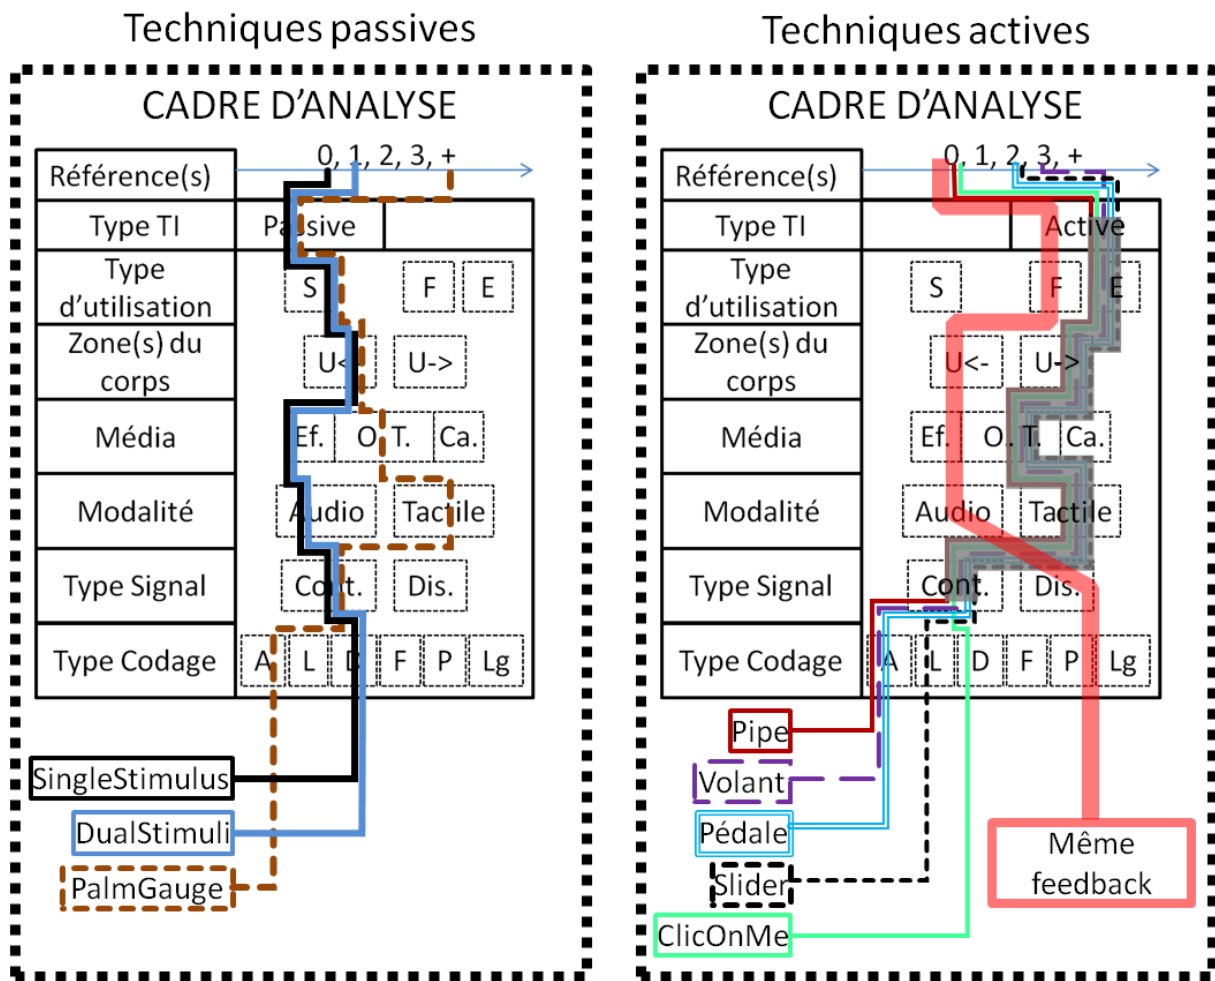 Techniques passives
CADRE D'ANALYSE
0, 1, 2, 3, +
Référence(s)
Type TI
Passive
Type
d'utilisation
S
F
E
Zone(s) du
corps
U<-
U->
Média
Ef.
O.
T.
Ca.
Modalité
Audio
Tactile
Type Signal
Cont.
Dis.
Type Codage
A
L
D
F
P
Lg
SingleStimulus
DualStimuli
PalmGauge
Techniques actives
CADRE D'ANALYSE
0, 1, 2, 3, +
Référence(s)
Type TI
Active
Type
d'utilisation
S
F
E
Zone(s) du
corps
U<-
U->
Média
Ef.
O.
T.
Ca.
Modalité
Audio
Tactile
Type Signal
Cont.
Dis.
Type Codage
A
L
D
F
P
Lg
Pipe
Volant
Pédale
Slider
ClicOnMe
Même
feedback